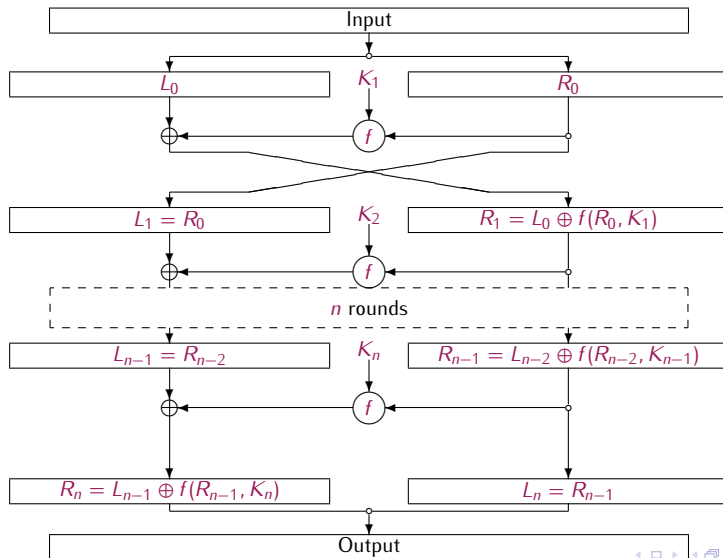 Input
L₀ K₁ R₀
f
L₁ = R₀ K₂ R₁ = L₀ ⊕ f(R₀, K₁)
f
n rounds
Lₙ₋₁ = Rₙ₋₂ Kₙ Rₙ₋₁ = Lₙ₋₂ ⊕ f(Rₙ₋₂, Kₙ₋₁)
f
Rₙ = Lₙ₋₁ ⊕ f(Rₙ₋₁, Kₙ) Lₙ = Rₙ₋₁
Output